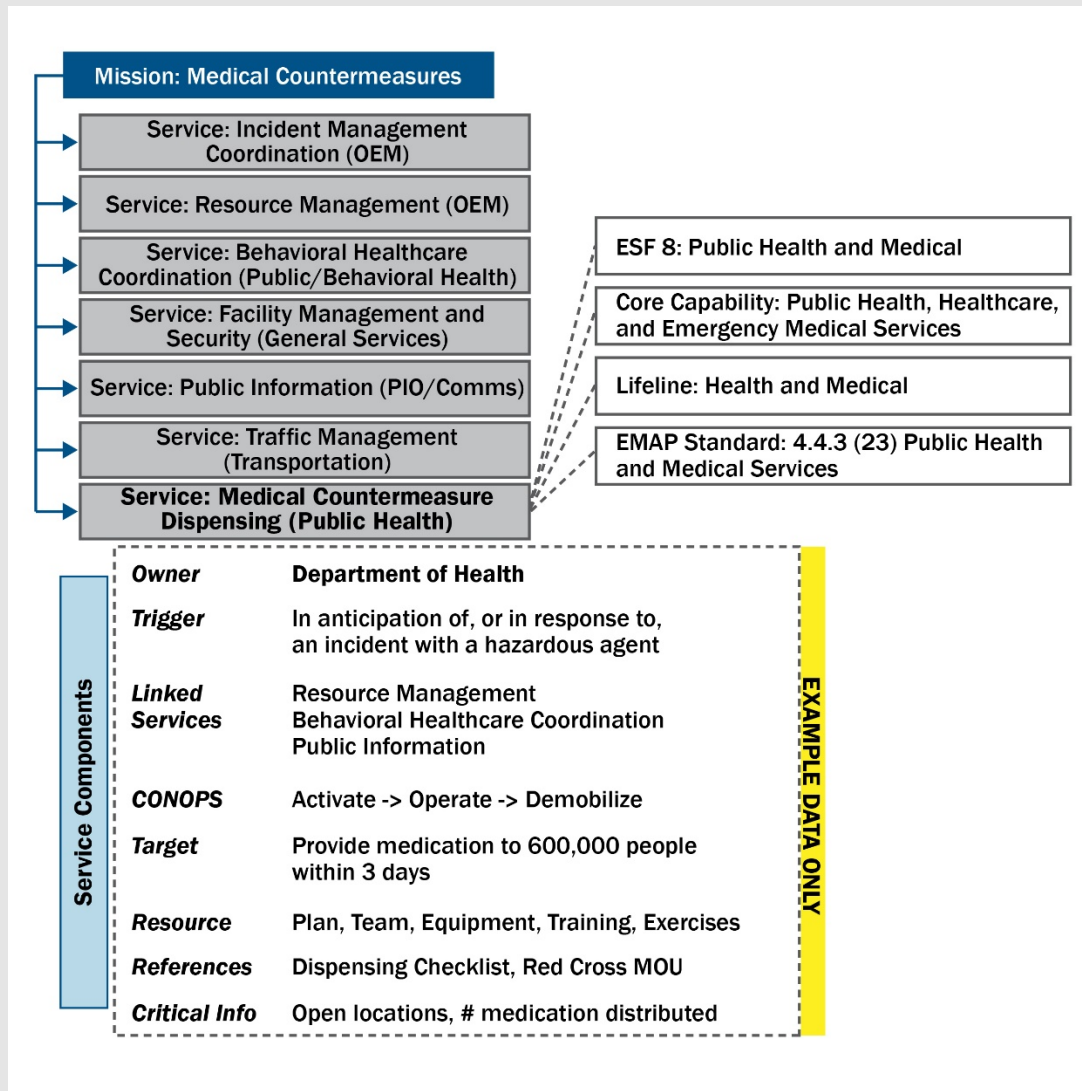 Mission: Medical Countermeasures
Service: Incident Management
Coordination (OEM)
Service: Resource Management (OEM)
Service: Behavioral Healthcare
Coordination (Public/Behavioral Health)
Service: Facility Management and
Security (General Services)
Service: Public Information (PIO/Comms)
Service: Traffic Management
(Transportation)
Service: Medical Countermeasure
Dispensing (Public Health)
ESF 8: Public Health and Medical
Core Capability: Public Health, Healthcare,
and Emergency Medical Services
Lifeline: Health and Medical
EMAP Standard: 4.4.3 (23) Public Health
and Medical Services
Service Components
Owner Department of Health
Trigger In anticipation of, or in response to,
an incident with a hazardous agent
Linked Resource Management
Services Behavioral Healthcare Coordination
Public Information
CONOPS Activate -> Operate -> Demobilize
Target Provide medication to 600,000 people
within 3 days
Resource Plan, Team, Equipment, Training, Exercises
References Dispensing Checklist, Red Cross MOU
Critical Info Open locations, # medication distributed
EXAMPLE DATA ONLY